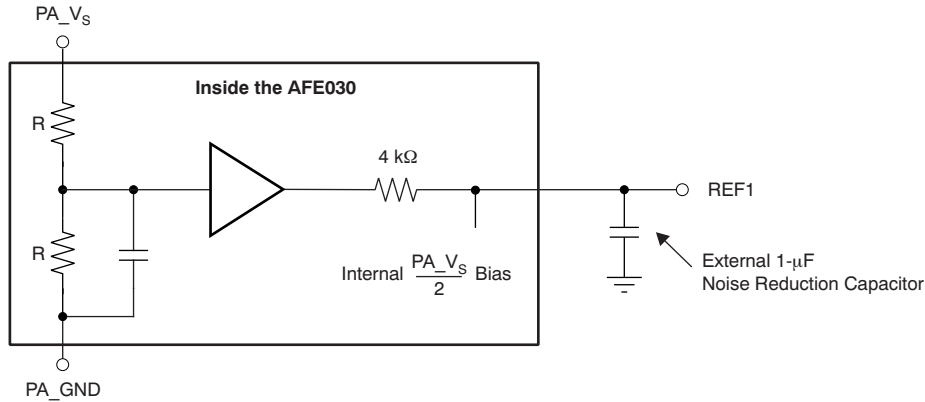 PA_VS
Inside the AFE030
R
4 kΩ
REF1
R
Internal PA_VS/2 Bias
External 1-μF
Noise Reduction Capacitor
PA_GND